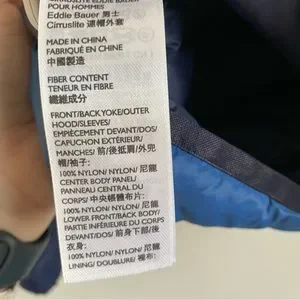 POUR HOMMES
Eddie Bauer 男士
Cirruslite 連帽外套
MADE IN CHINA
FABRIQUÉ EN CHINE
中國製造
FIBER CONTENT
TENEUR EN FIBRE
纖維成分
FRONT/BACK YOKE/OUTER
HOOD/SLEEVES/
EMPIÈCEMENT DEVANT/DOS/
CAPUCHON EXTÉRIEUR/
MANCHES/ 前/後抵肩/外兜
帽/袖子:
100% NYLON/ NYLON/ 尼龍
CENTER BODY PANEL/
PANNEAU CENTRAL DU
CORPS/ 中央橫體布片:
100% NYLON/ NYLON/ 尼龍
LOWER FRONT/BACK BODY/
PARTIE INFÉRIEURE DU CORPS
DEVANT/DOS/ 前身下部/後
衣身:
100% NYLON/ NYLON/ 尼龍
LINING/ DOUBLURE/ 裡布: